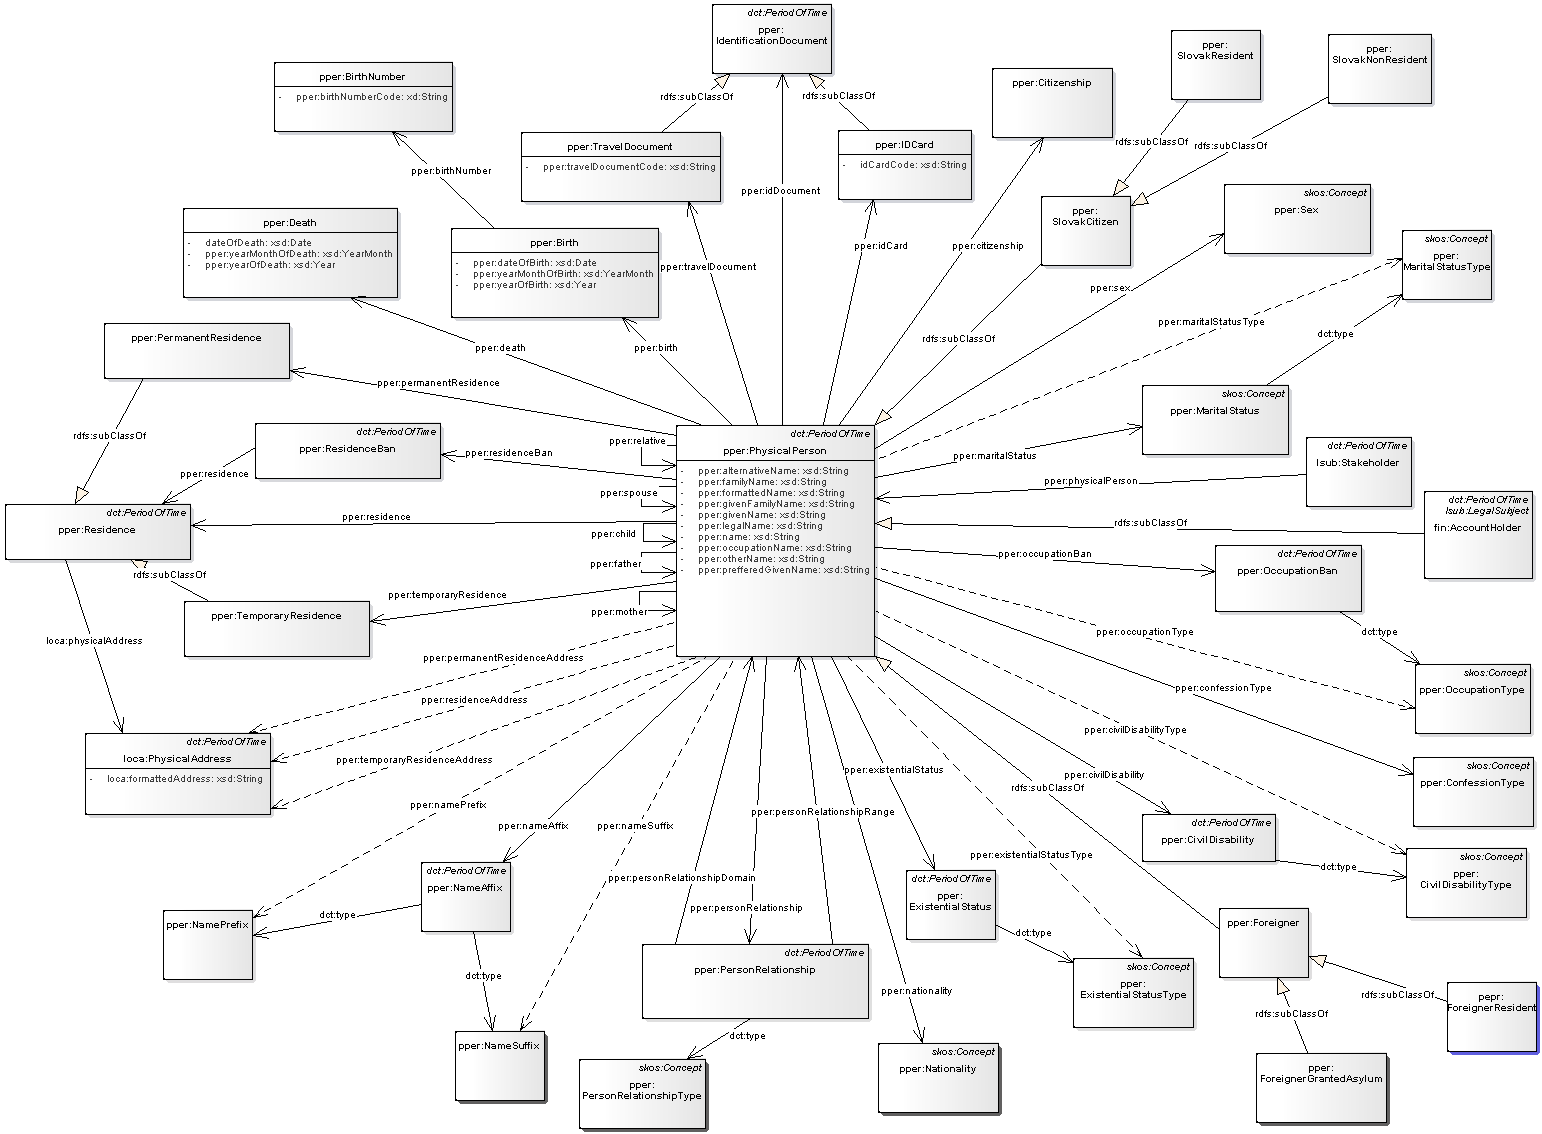 dct:PeriodOfTime
pper:
IdentificationDocument
pper:
SlovakResident
pper:
SlovakNonResident
pper:BirthNumber
- pper:birthNumberCode: xd:String
rdfs:subClassOf
rdfs:subClassOf
pper:Citizenship
pper:TravelDocument
- pper:travelDocumentCode: xsd:String
pper:IDCard
- idCardCode: xsd:String
rdfs:subClassOf
rdfs:subClassOf
pper:birthNumber
pper:idDocument
skos:Concept
pper:Sex
pper:
SlovakCitizen
pper:Death
- dateOfDeath: xsd:Date
- pper:yearMonthOfDeath: xsd:YearMonth
- pper:yearOfDeath: xsd:Year
pper:Birth
- pper:dateOfBirth: xsd:Date
- pper:yearMonthOfBirth: xsd:YearMonth
- pper:yearOfBirth: xsd:Year
pper:travelDocument
pper:idCard
pper:citizenship
skos:Concept
pper:
MaritalStatusType
pper:sex
pper:maritalStatusType
dct:type
pper:PermanentResidence
pper:death
pper:birth
rdfs:subClassOf
pper:permanentResidence
skos:Concept
pper:MaritalStatus
rdfs:subClassOf
dct:PeriodOfTime
pper:ResidenceBan
pper:residenceBan
pper:residence
pper:relative
pper:spouse
pper:child
pper:father
pper:mother
dct:PeriodOfTime
pper:PhysicalPerson
- pper:alternativeName: xsd:String
- pper:familyName: xsd:String
- pper:formattedName: xsd:String
- pper:givenFamilyName: xsd:String
- pper:givenName: xsd:String
- pper:legalName: xsd:String
- pper:name: xsd:String
- pper:occupationName: xsd:String
- pper:otherName: xsd:String
- pper:prefferedGivenName: xsd:String
pper:maritalStatus
dct:PeriodOfTime
lsub:Stakeholder
pper:physicalPerson
dct:PeriodOfTime
lsub:LegalSubject
fin:AccountHolder
rdfs:subClassOf
dct:PeriodOfTime
pper:Residence
pper:residence
rdfs:subClassOf
pper:TemporaryResidence
pper:temporaryResidence
pper:occupationBan
dct:PeriodOfTime
pper:OccupationBan
dct:type
pper:occupationType
loca:physicalAddress
pper:permanentResidenceAddress
pper:residenceAddress
pper:confessionType
skos:Concept
pper:OccupationType
pper:civilDisabilityType
dct:PeriodOfTime
loca:PhysicalAddress
- loca:formattedAddress: xsd:String
pper:temporaryResidenceAddress
pper:existentialStatus
pper:civilDisability
rdfs:subClassOf
skos:Concept
pper:ConfessionType
pper:namePrefix
pper:nameAffix
pper:nameSuffix
pper:personRelationshipRange
dct:PeriodOfTime
pper:CivilDisability
dct:type
pper:existentialStatusType
skos:Concept
pper:
CivilDisabilityType
dct:PeriodOfTime
pper:NameAffix
pper:personRelationshipDomain
dct:PeriodOfTime
pper:
ExistentialStatus
pper:NamePrefix
dct:type
pper:personRelationship
pper:Foreigner
dct:type
dct:PeriodOfTime
pper:PersonRelationship
skos:Concept
pper:
ExistentialStatusType
dct:type
pper:nationality
rdfs:subClassOf
pepr:
ForeignerResident
rdfs:subClassOf
pper:NameSuffix
dct:type
skos:Concept
pper:
PersonRelationshipType
skos:Concept
pper:Nationality
pper:
ForeignerGrantedAsylum